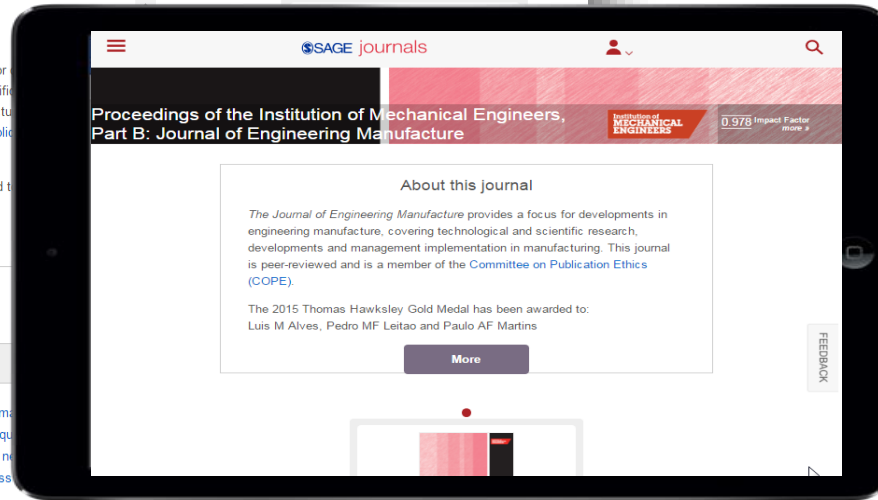 SAGE journals
Proceedings of the Institution of Mechanical Engineers,
Part B: Journal of Engineering Manufacture
Institution of
MECHANICAL
ENGINEERS
0.978 Impact Factor
more »
About this journal
The Journal of Engineering Manufacture provides a focus for developments in
engineering manufacture, covering technological and scientific research,
developments and management implementation in manufacturing. This journal
is peer-reviewed and is a member of the Committee on Publication Ethics
(COPE).
The 2015 Thomas Hawksley Gold Medal has been awarded to:
Luis M Alves, Pedro MF Leitao and Paulo AF Martins
More
FEEDBACK